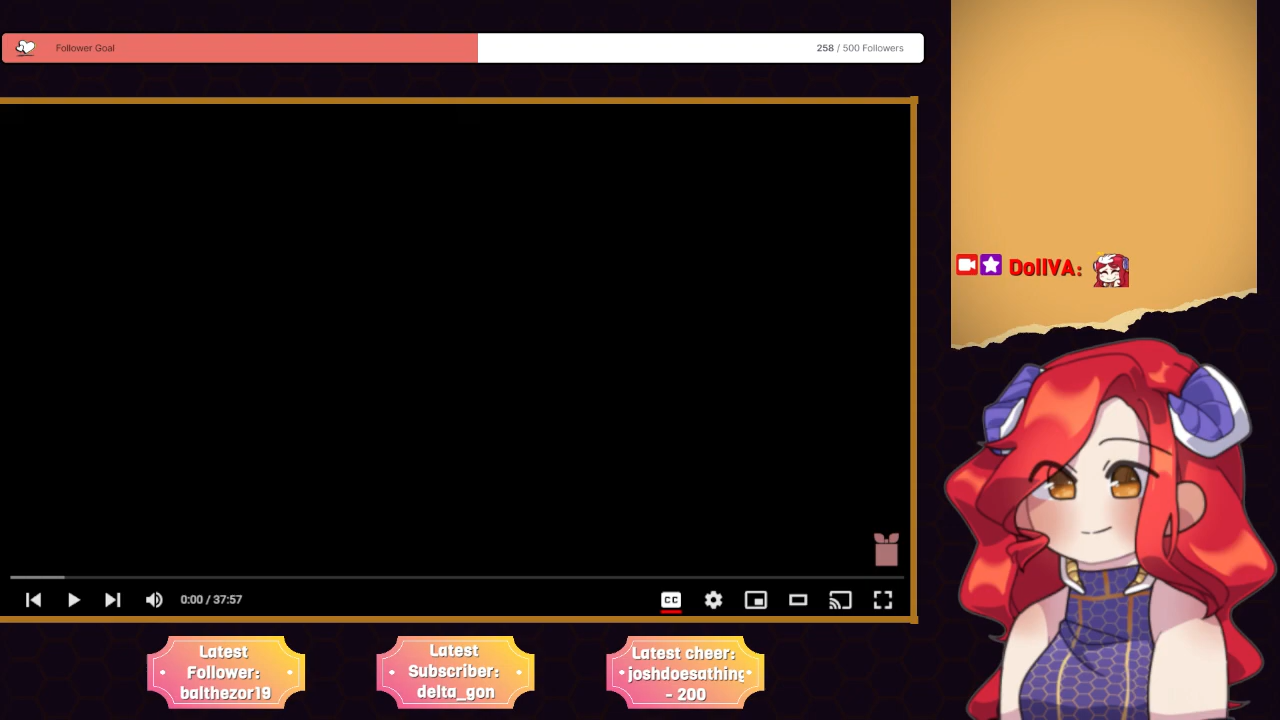 Follower Goal
258 / 500 Followers
DollVA:
0:00 / 37:57
CC
Latest
Follower:
balthezor19
Latest
Subscriber:
delta_gon
Latest cheer:
joshdoesathing
- 200